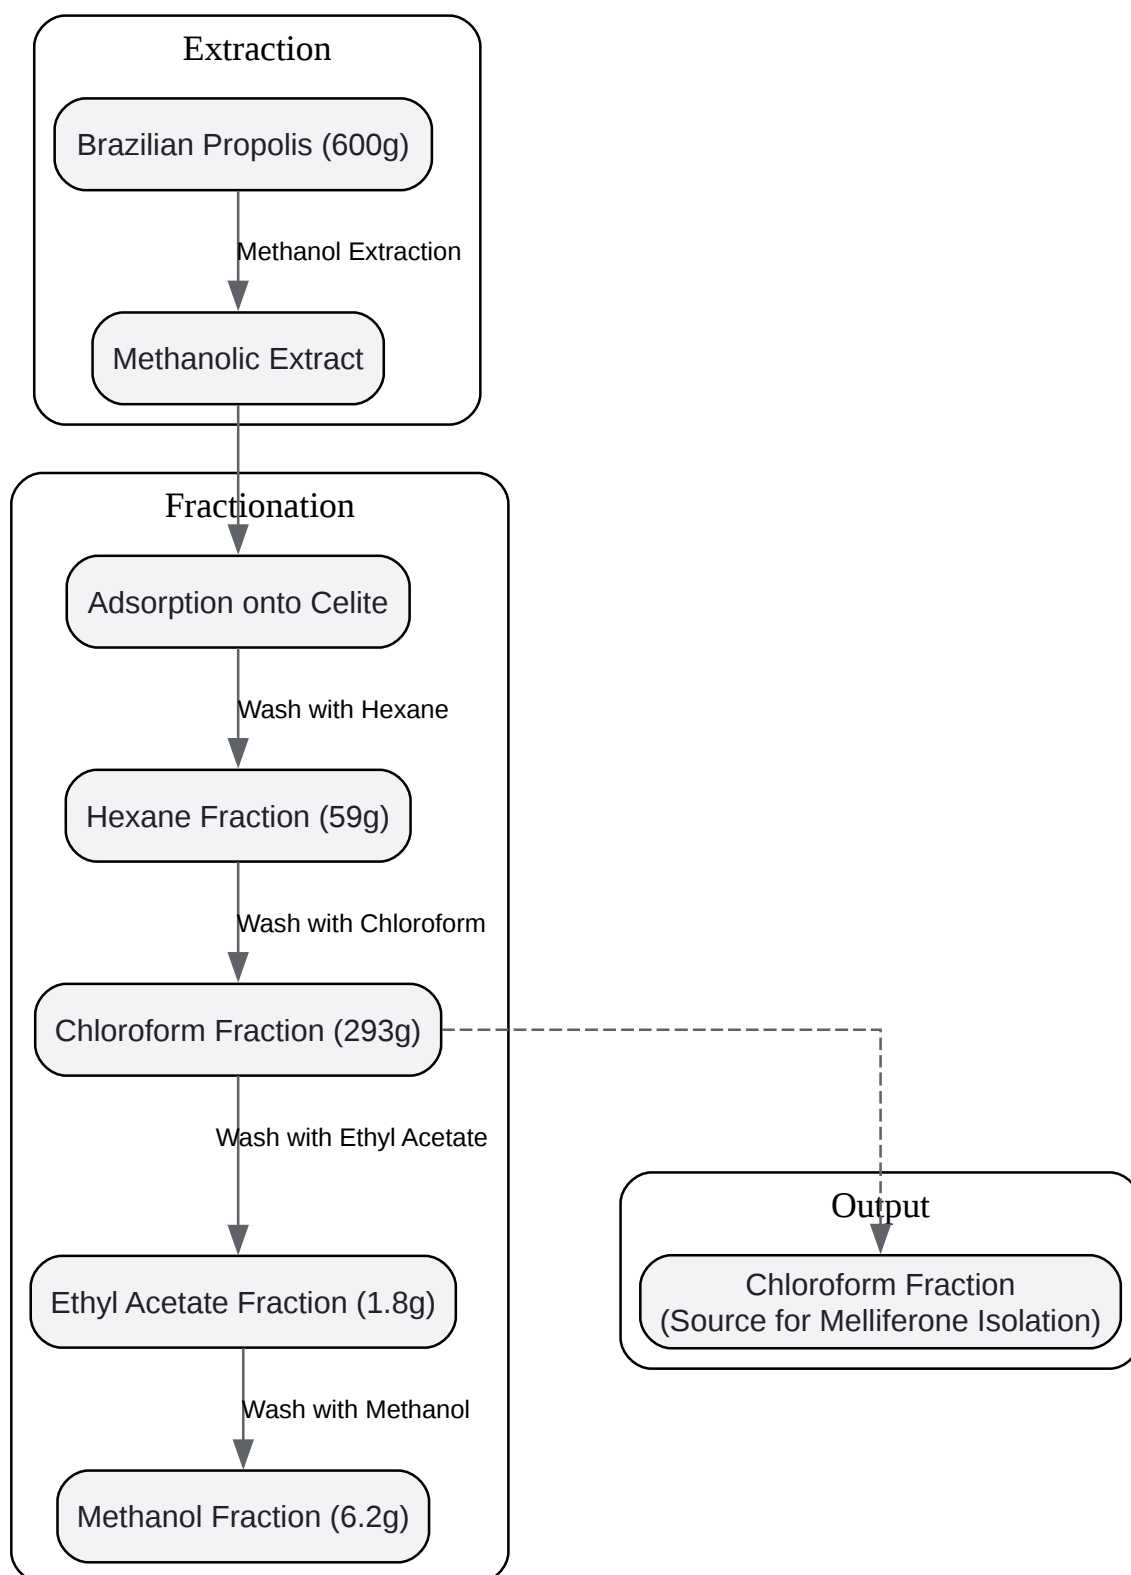 Extraction
Brazilian Propolis (600g)
Methanol Extraction
Methanolic Extract
Fractionation
Adsorption onto Celite
Wash with Hexane
Hexane Fraction (59g)
Wash with Chloroform
Chloroform Fraction (293g)
Wash with Ethyl Acetate
Ethyl Acetate Fraction (1.8g)
Wash with Methanol
Methanol Fraction (6.2g)
Output
Chloroform Fraction
(Source for Melliferone Isolation)